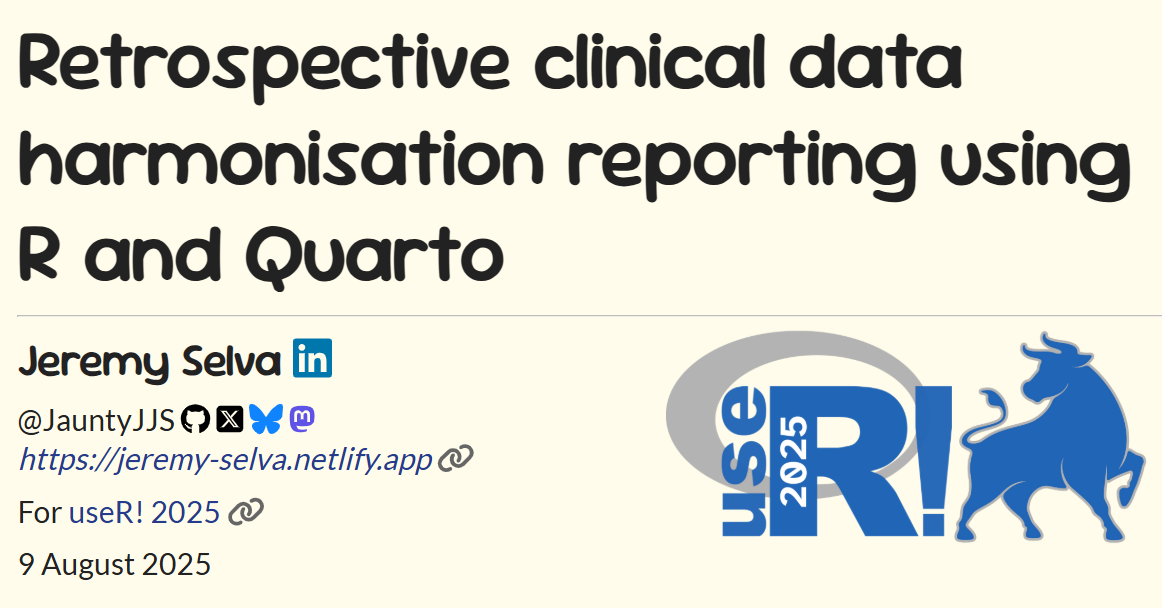 Retrospective clinical data
harmonisation reporting using
R and Quarto
Jeremy Selva in
@JauntyJJS
https://jeremy-selva.netlify.app
For useR! 2025
9 August 2025
useR!
2025